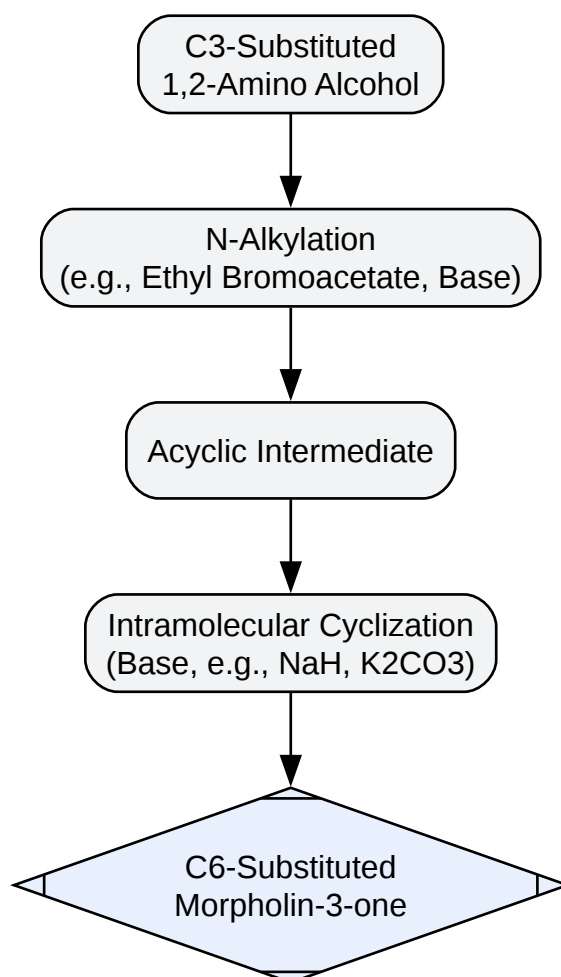 C3-Substituted
1,2-Amino Alcohol
N-Alkylation
(e.g., Ethyl Bromoacetate, Base)
Acyclic Intermediate
Intramolecular Cyclization
(Base, e.g., NaH, K2CO3)
C6-Substituted
Morpholin-3-one